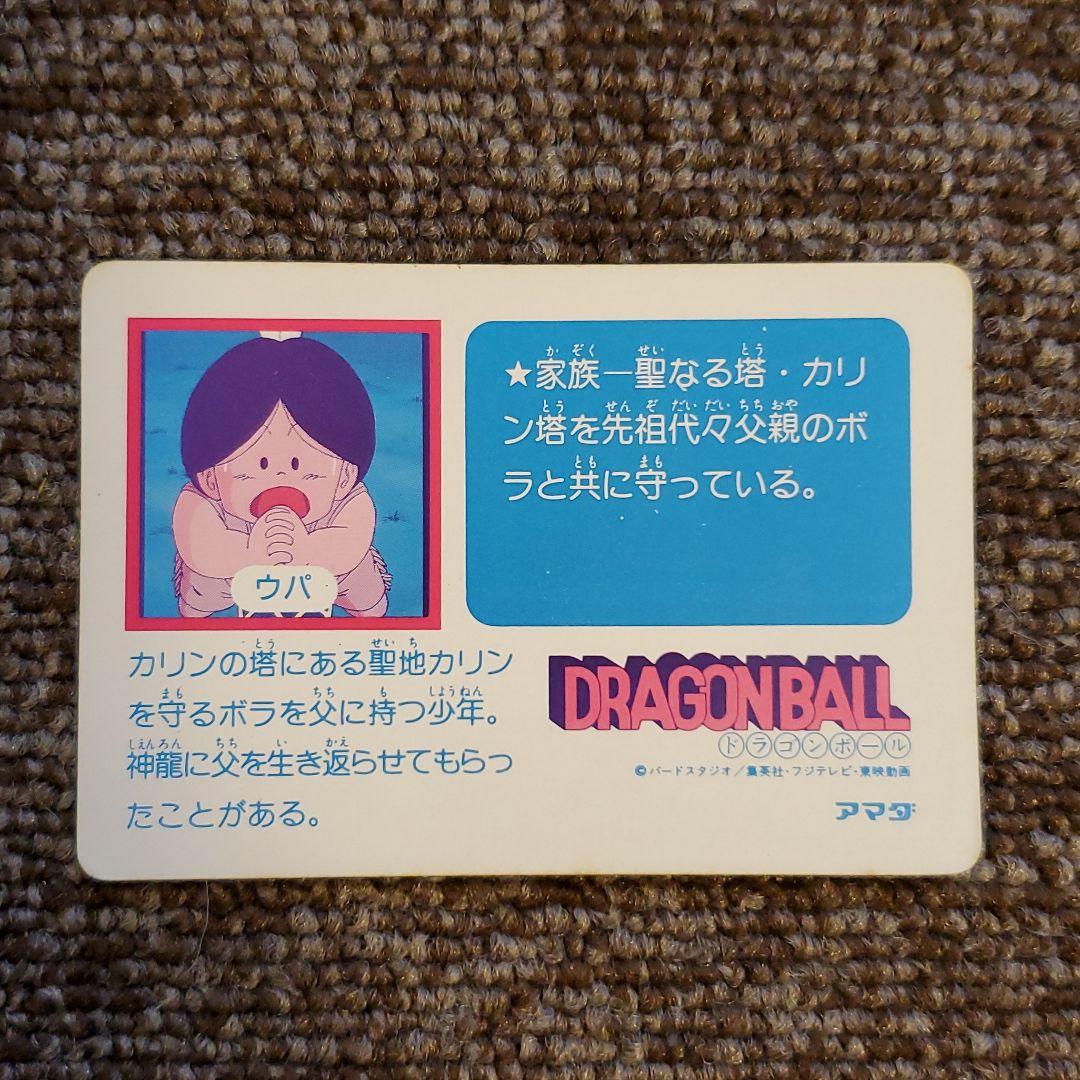 ★家族—聖なる塔・カリ
ン塔を先祖代々父親のボ
ラと共に守っている。
ウパ
カリンの塔にある聖地カリン
を守るボラを父に持つ少年。
神龍に父を生き返らせてもらっ
たことがある。
DRAGON BALL
ドラゴンボール
©バードスタジオ／集英社・フジテレビ・東映動画
アマダ